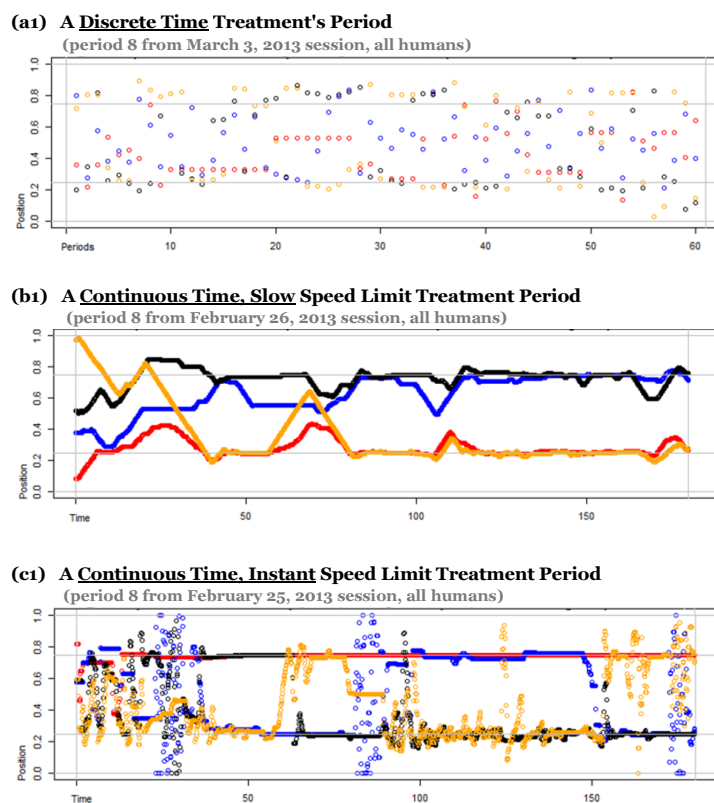 (a1) A Discrete Time Treatment's Period
(period 8 from March 3, 2013 session, all humans)
1.0
0.8
0.6
0.4
0.2
0.0
Position
Periods 10 20 30 40 50 60
(b1) A Continuous Time, Slow Speed Limit Treatment Period
(period 8 from February 26, 2013 session, all humans)
1.0
0.8
0.6
0.4
0.2
0.0
Position
Time 50 100 150
(c1) A Continuous Time, Instant Speed Limit Treatment Period
(period 8 from February 25, 2013 session, all humans)
1.0
0.8
0.6
0.4
0.2
0.0
Position
Time 50 100 150